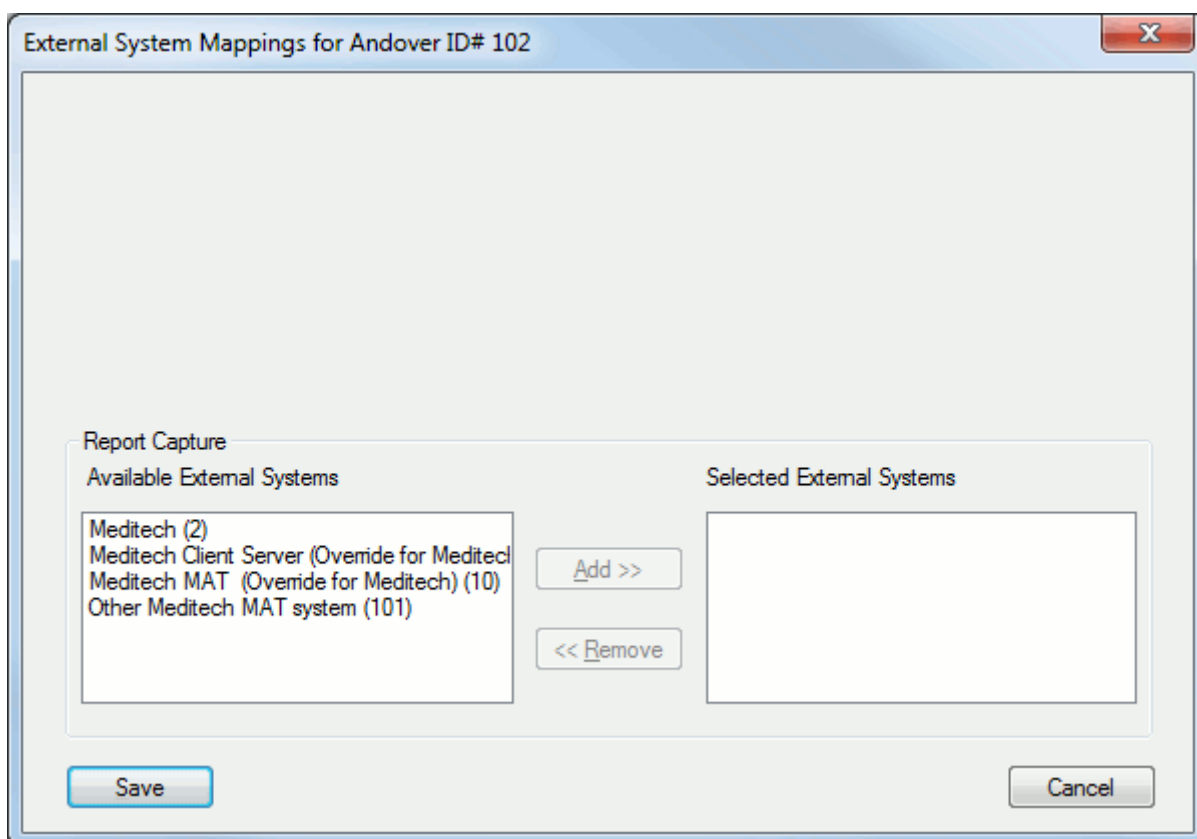 External System Mappings for Andover ID# 102
x
Report Capture
Available External Systems
Selected External Systems
Meditech (2)
Meditech Client Server (Override for Meditecl
Meditech MAT  (Override for Meditech) (10)
Other Meditech MAT system (101)
Add >>
<< Remove
Save
Cancel